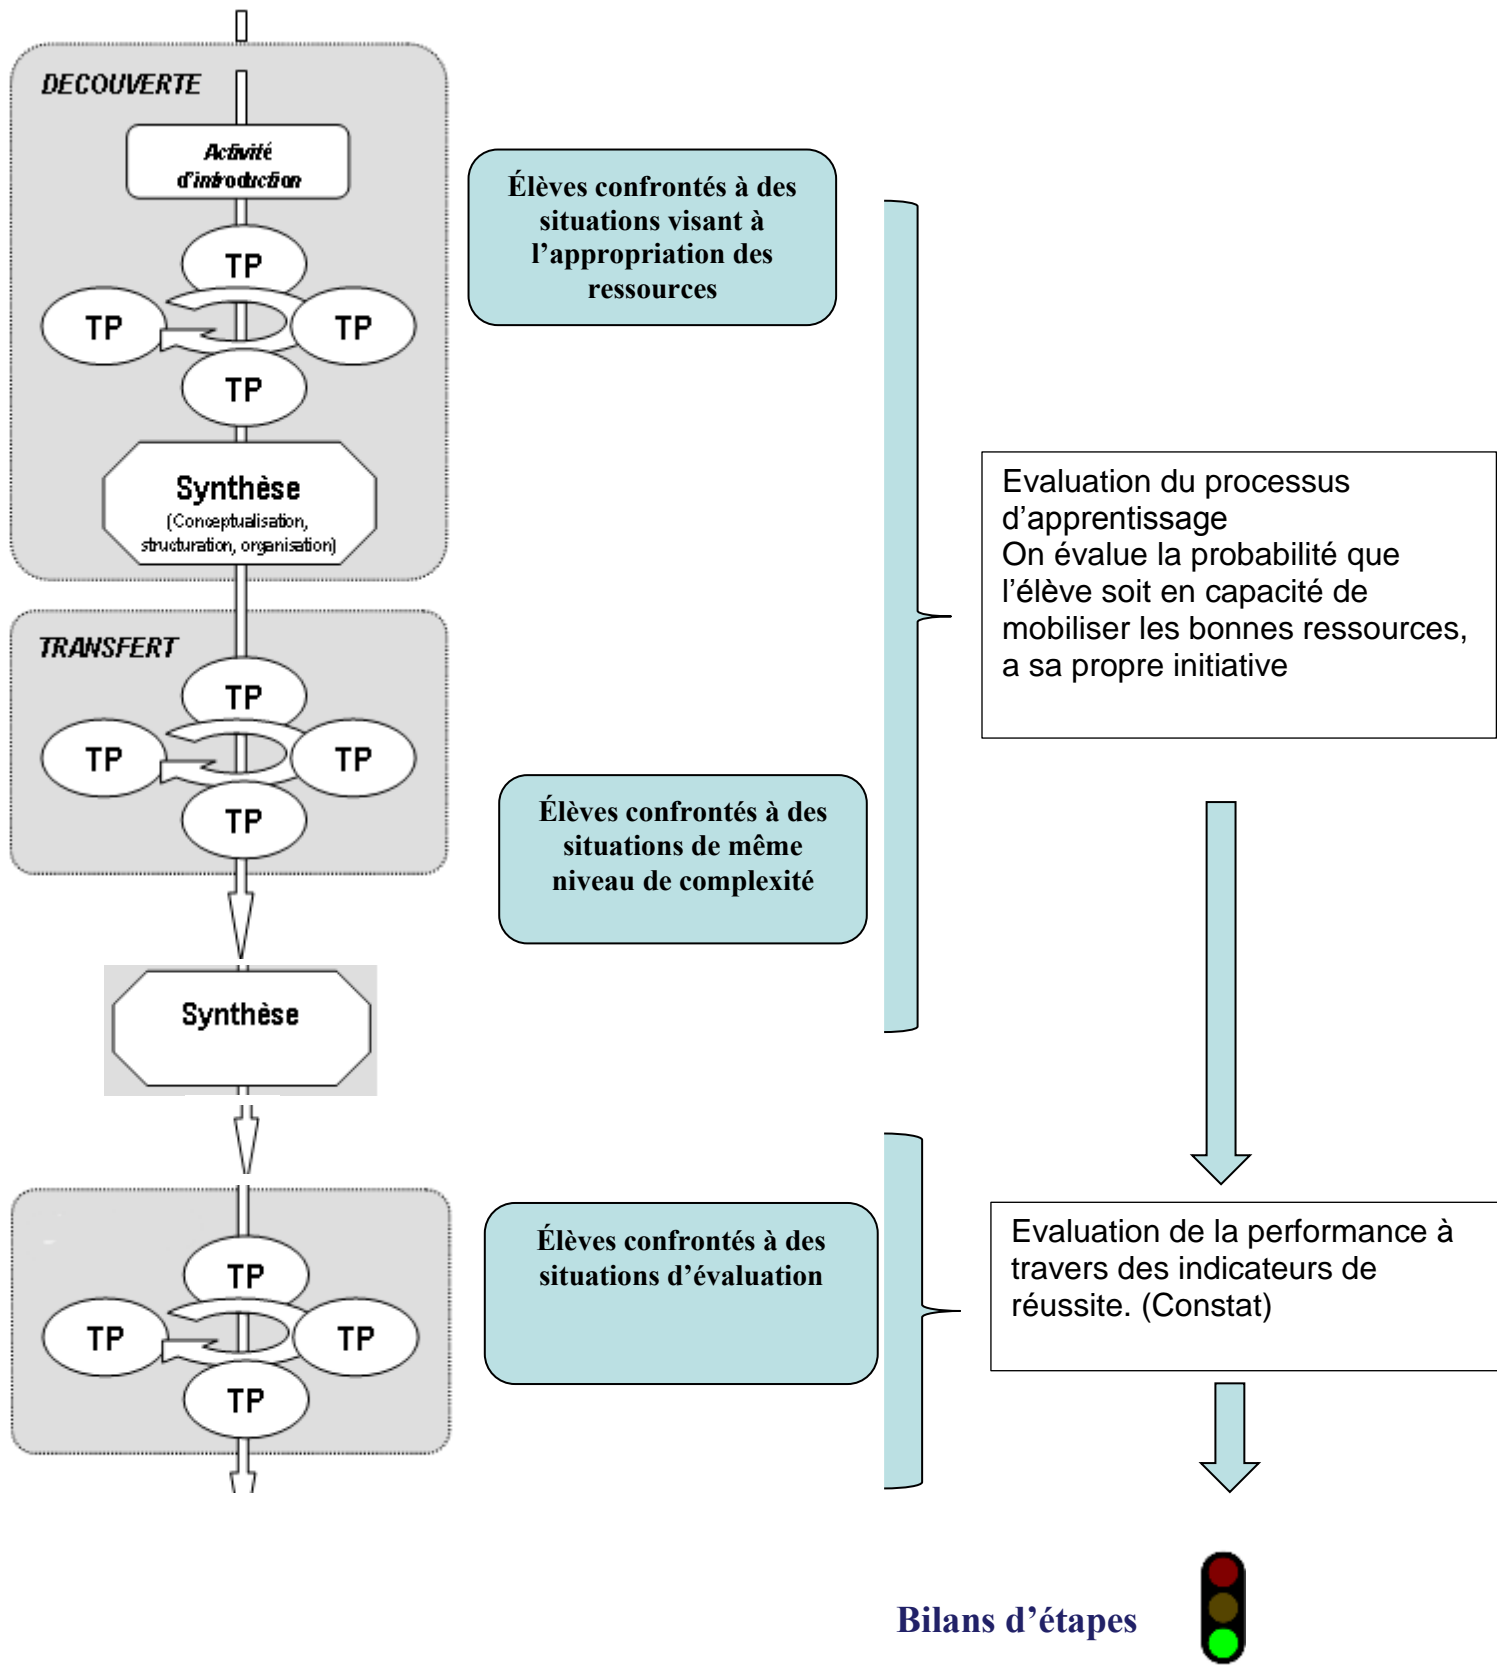 DECOUVERTE
Activité
d'introduction
TP
TP
TP
TP
Synthèse
(Conceptualisation,
structuration, organisation)
Élèves confrontés à des
situations visant à
l’appropriation des
ressources
Evaluation du processus
d’apprentissage
On évalue la probabilité que
l’élève soit en capacité de
mobiliser les bonnes ressources,
a sa propre initiative
TRANSFERT
TP
TP
TP
TP
Élèves confrontés à des
situations de même
niveau de complexité
Synthèse
TP
TP
TP
TP
Élèves confrontés à des
situations d’évaluation
Evaluation de la performance à
travers des indicateurs de
réussite. (Constat)
Bilans d’étapes